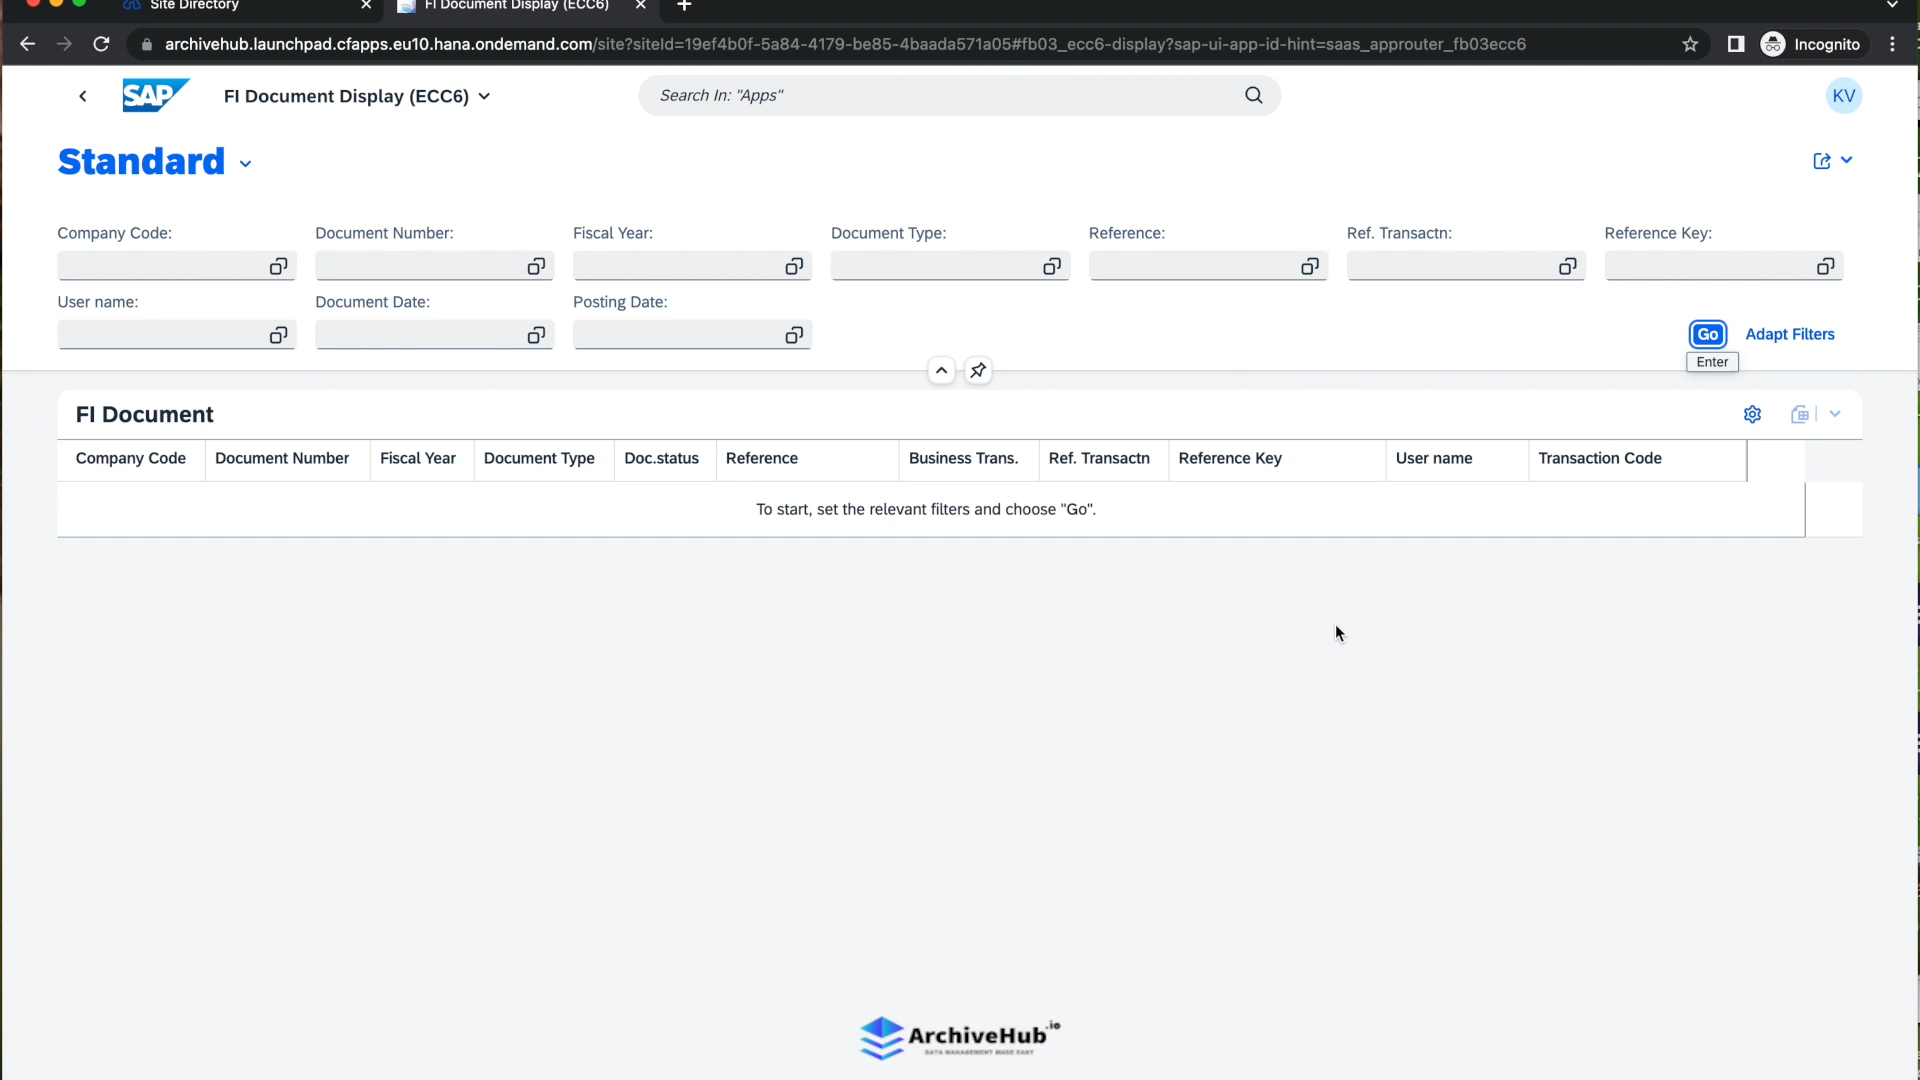 Site Directory
FI Document Display (ECC6)
archivehub.launchpad.cfapps.eu10.hana.ondemand.com/site?siteId=19ef4b0f-5a84-4179-be85-4baada571a05#fb03_ecc6-display?sap-ui-app-id-hint=saas_approuter_fb03ecc6
Incognito
SAP
FI Document Display (ECC6)
Search In: "Apps"
KV
Standard
Company Code:
Document Number:
Fiscal Year:
Document Type:
Reference:
Ref. Transactn:
Reference Key:
User name:
Document Date:
Posting Date:
Go
Adapt Filters
Enter
FI Document
Company Code
Document Number
Fiscal Year
Document Type
Doc.status
Reference
Business Trans.
Ref. Transactn
Reference Key
User name
Transaction Code
To start, set the relevant filters and choose "Go".
ArchiveHub.io
DATA MANAGEMENT MADE EASY